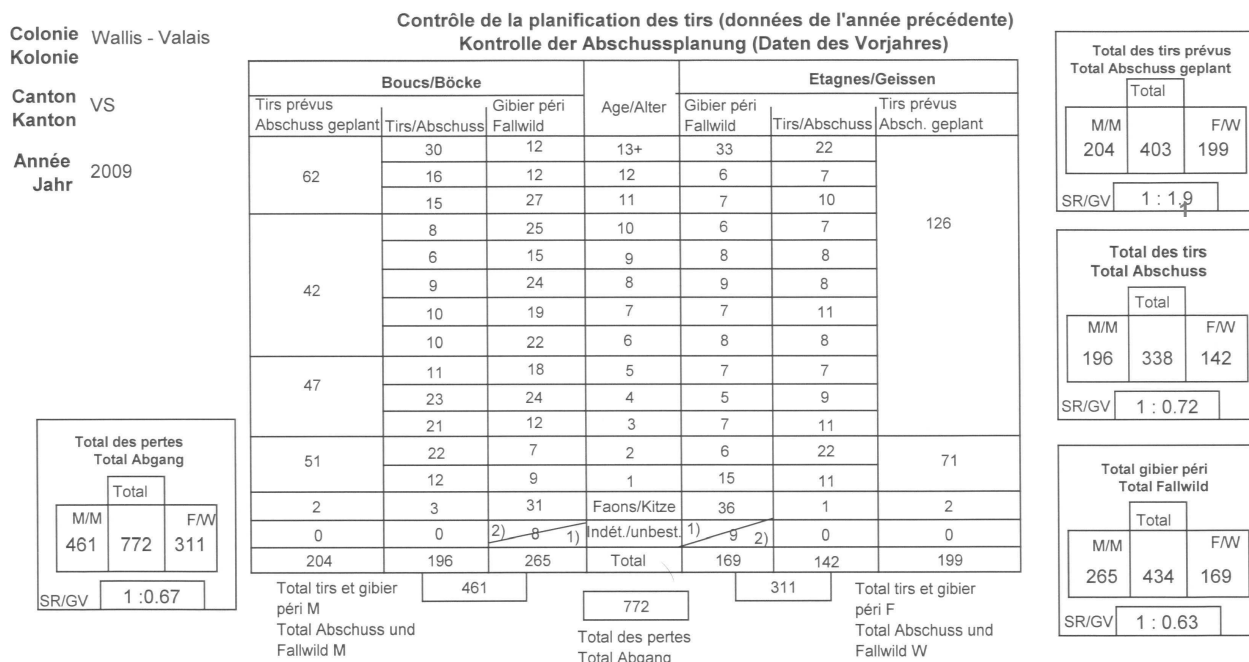 Contrôle de la planification des tirs (données de l'année précédente)
Kontrolle der Abschussplanung (Daten des Vorjahres)
Colonie Wallis - Valais
Kolonie
Canton VS
Kanton
Année 2009
Jahr
Boucs/Böcke Etagnes/Geissen
Tirs prévus Gibier péri Age/Alter Gibier péri Tirs prévus
Abschuss geplant Tirs/Abschuss Fallwild Fallwild Tirs/Abschuss Absch. geplant
30 12 13+ 33 22
62 16 12 12 6 7
15 27 11 7 10
8 25 10 6 7 126
6 15 9 8 8
42 9 24 8 9 8
10 19 7 7 11
10 22 6 8 8
47 11 18 5 7 7
23 24 4 5 9
21 12 3 7 11
51 22 7 2 6 22 71
12 9 1 15 11
2 3 31 Faons/Kitze 36 1 2
0 0 2) 8 1) Indét./unbest. 1) 9 2) 0 0
204 196 265 Total 169 142 199
Total tirs et gibier 461
péri M
Total Abschuss und
Fallwild M
772
Total des pertes
Total Abgang
311 Total tirs et gibier
péri F
Total Abschuss und
Fallwild W
Total des pertes
Total Abgang
Total
M/M F/W
461 772 311
SR/GV 1 :0.67
Total des tirs prévus
Total Abschuss geplant
Total
M/M F/W
204 403 199
SR/GV 1 : 1.9
1
Total des tirs
Total Abschuss
Total
M/M F/W
196 338 142
SR/GV 1 : 0.72
Total gibier péri
Total Fallwild
Total
M/M F/W
265 434 169
SR/GV 1 : 0.63